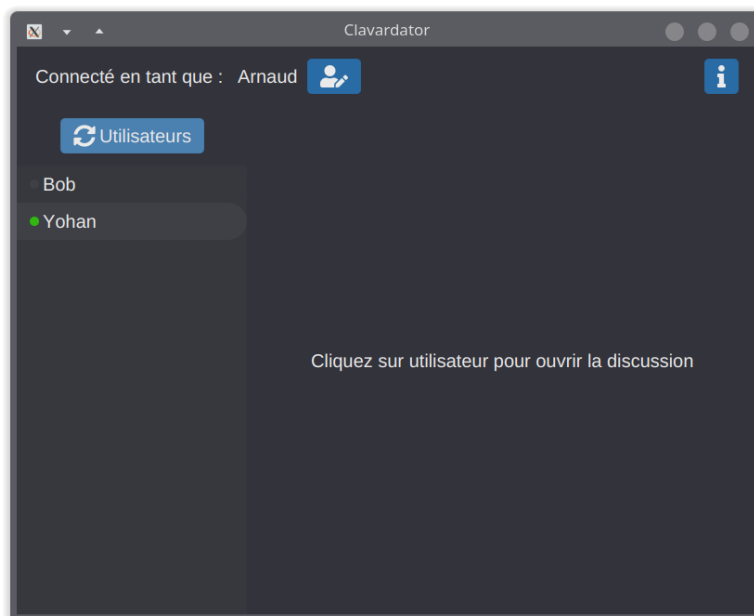 Clavardator
Connecté en tant que : Arnaud
Utilisateurs
Bob
Yohan
Cliquez sur utilisateur pour ouvrir la discussion